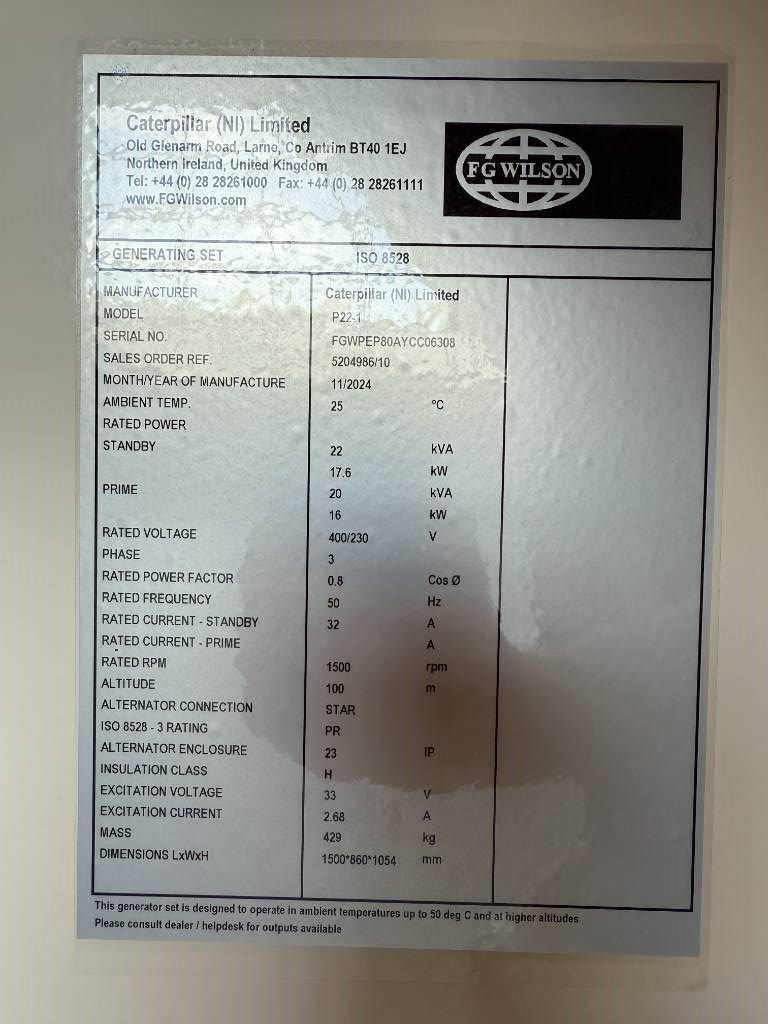 Caterpillar (NI) Limited
Old Glenarm Road, Larne, Co Antrim BT40 1EJ
Northern Ireland, United Kingdom
Tel: +44 (0) 28 28261000 Fax: +44 (0) 28 28261111
www.FGWilson.com
FG WILSON
GENERATING SET ISO 8528
MANUFACTURER Caterpillar (NI) Limited
MODEL P22-1
SERIAL NO. FGWPEP80AYCC06308
SALES ORDER REF. 5204986/10
MONTH/YEAR OF MANUFACTURE 11/2024
AMBIENT TEMP. 25 °C
RATED POWER
STANDBY 22 kVA
17.6 kW
PRIME 20 kVA
16 kW
RATED VOLTAGE 400/230 V
PHASE 3
RATED POWER FACTOR 0.8 Cos Ø
RATED FREQUENCY 50 Hz
RATED CURRENT - STANDBY 32 A
RATED CURRENT - PRIME A
RATED RPM 1500 rpm
ALTITUDE 100 m
ALTERNATOR CONNECTION STAR
ISO 8528 - 3 RATING PR
ALTERNATOR ENCLOSURE 23 IP
INSULATION CLASS H
EXCITATION VOLTAGE 33 V
EXCITATION CURRENT 2.68 A
MASS 429 kg
DIMENSIONS LxWxH 1500*860*1054 mm
This generator set is designed to operate in ambient temperatures up to 50 deg C and at higher altitudes
Please consult dealer / helpdesk for outputs available